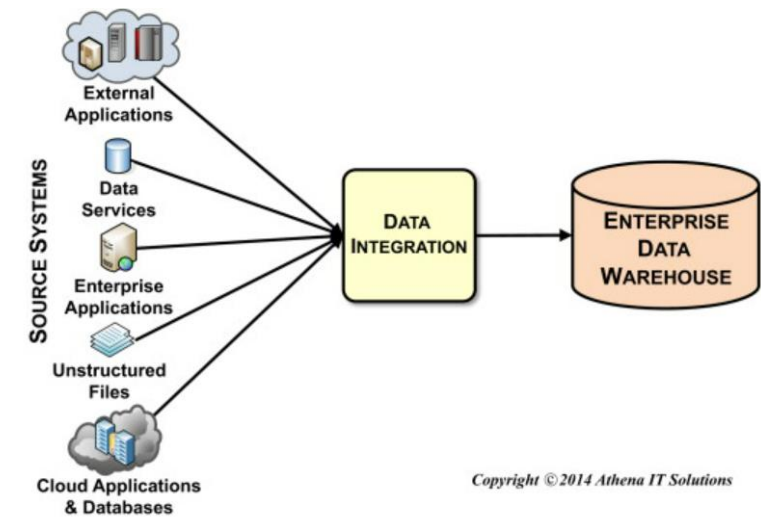 External
Applications
Data
Services
Enterprise
Applications
Unstructured
Files
Cloud Applications
& Databases
SOURCE SYSTEMS
DATA
INTEGRATION
ENTERPRISE
DATA
WAREHOUSE
Copyright © 2014 Athena IT Solutions